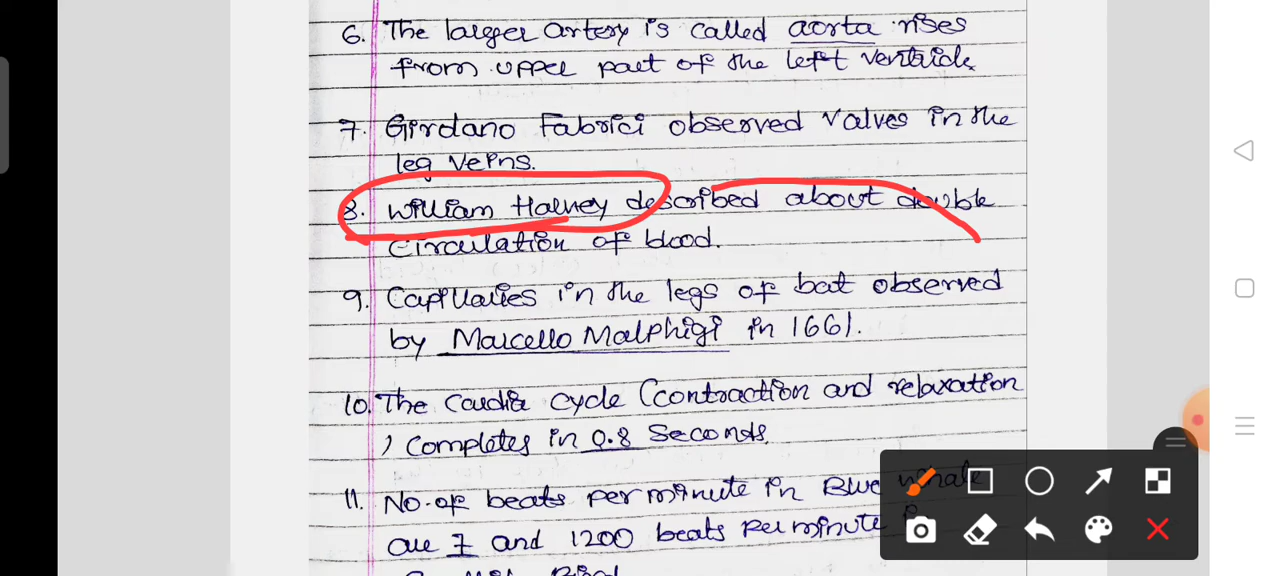 6. The larger artery is called aorta rises
from upper part of the left ventricle
7. Girdano Fabrici observed valves in the
leg veins.
8. William Halney described about double
circulation of blood.
9. Capillaries in the legs of bat observed
by Marcello Malphigi in 1661.
10. The Cardia cycle (contraction and relaxation
) Completes in 0.8 Seconds.
11. No. of beats per minute in Blue whale
are 7 and 1200 beats per minute
Bird